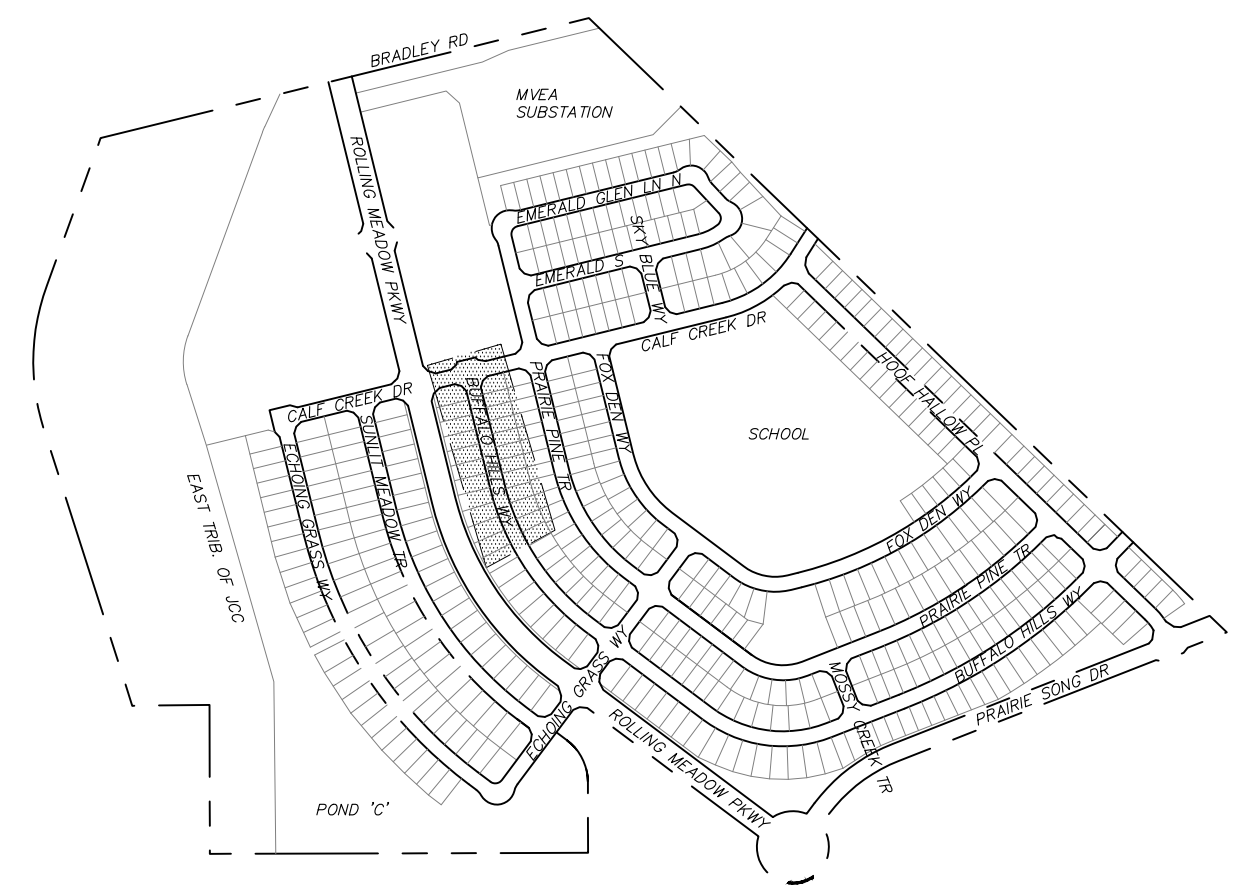 BRADLEY RD
MVEA
SUBSTATION
ROLLING MEADOW PKWY
EMERALD GLEN LN N
SKY BLUE WY
EMERALD S
CALF CREEK DR
CALF CREEK DR
PRAIRIE PINE TR
FOX DEN WY
HOOF HALLOW PL
BUFFALO HILLS WY
SUNLIT MEADOW TR
ECHOING GRASS WY
SCHOOL
EAST TRIB. OF JCC
FOX DEN WY
PRAIRIE PINE TR
BUFFALO HILLS WY
ECHOING GRASS WY
MOSSY CREEK TR
PRAIRIE SONG DR
ROLLING MEADOW PKWY
POND 'C'